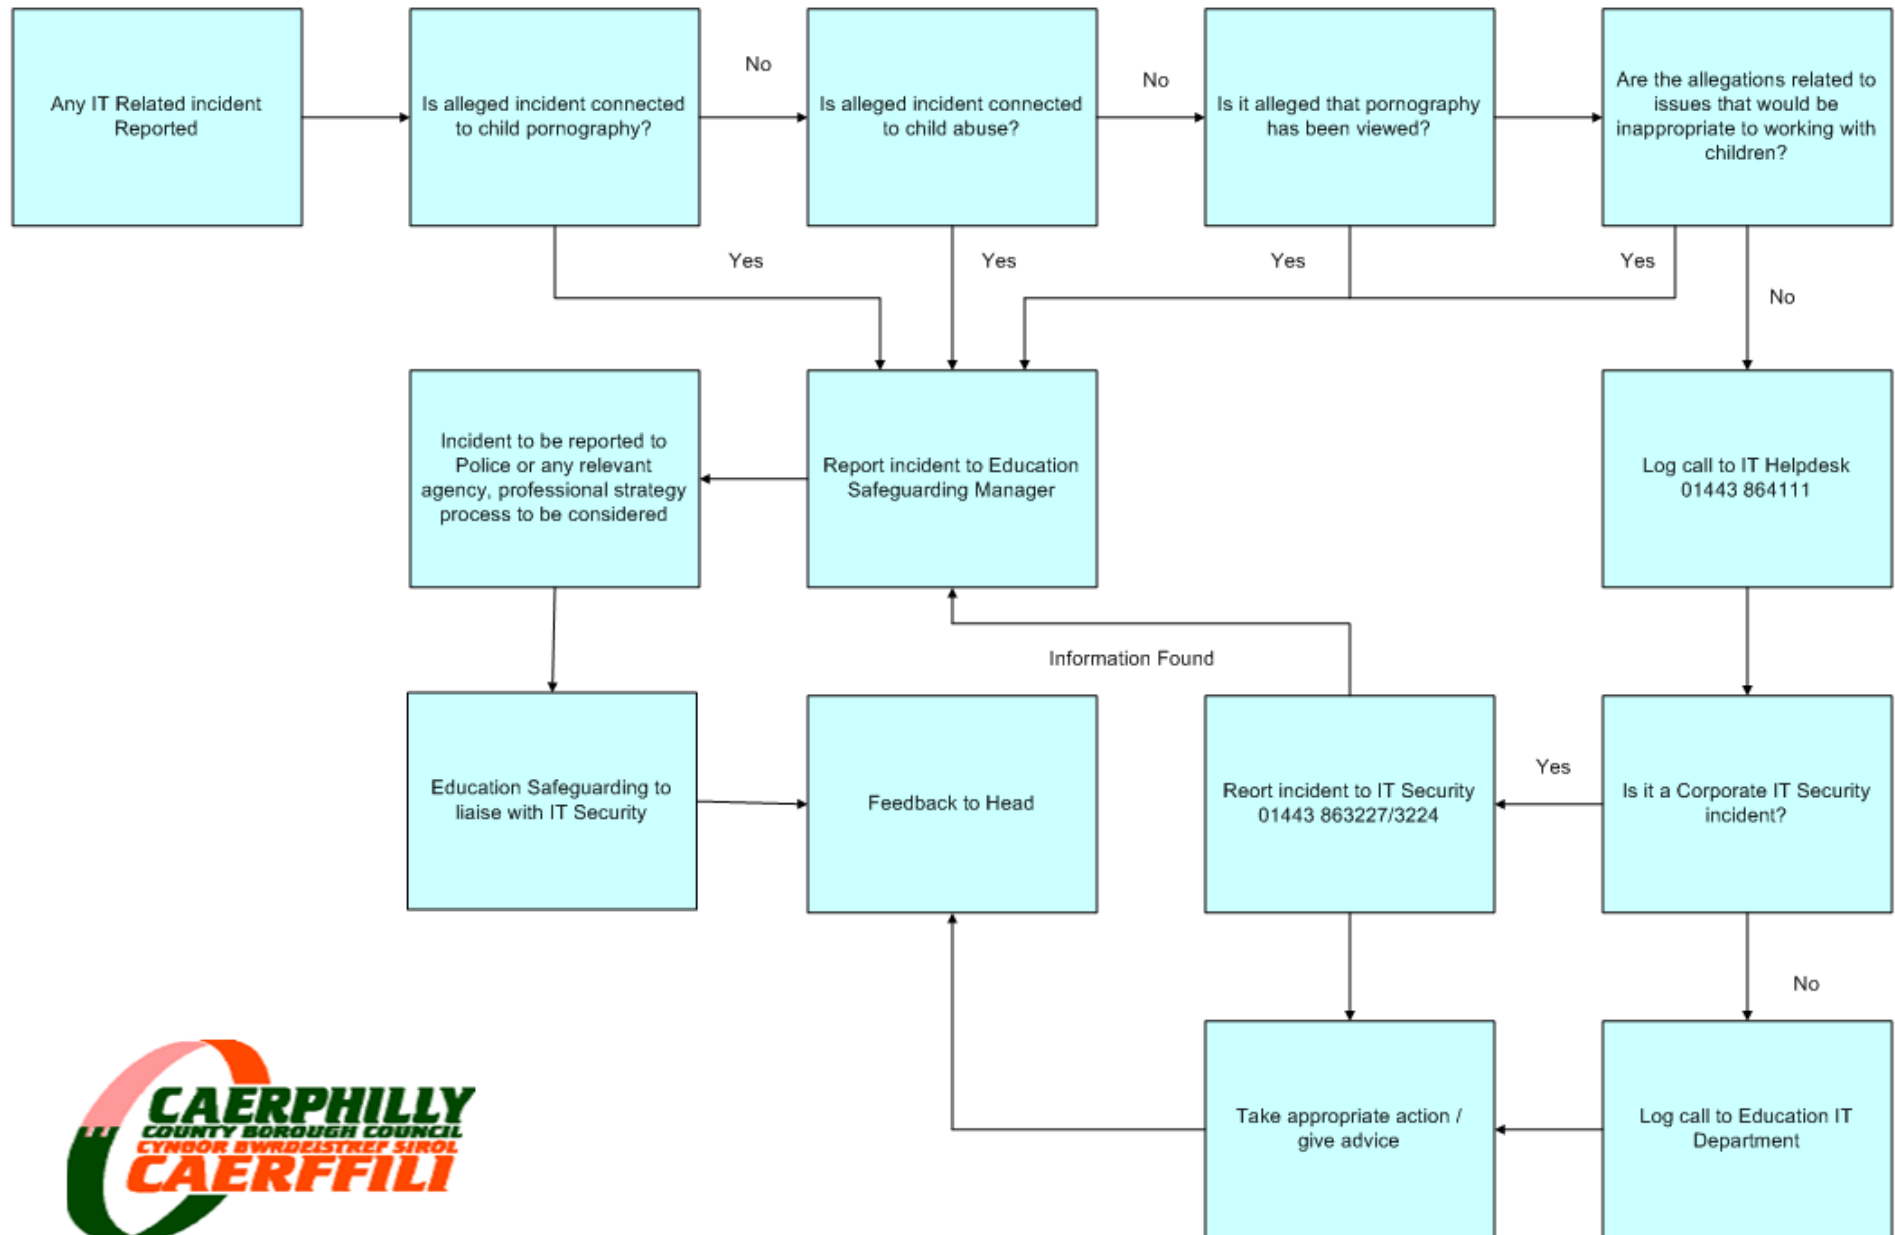 Any IT Related incident
Reported
Is alleged incident connected
to child pornography?
No
Is alleged incident connected
to child abuse?
No
Is it alleged that pornography
has been viewed?
Are the allegations related to
issues that would be
inappropriate to working with
children?
Yes
Yes
Yes
Yes
No
Incident to be reported to
Police or any relevant
agency, professional strategy
process to be considered
Report incident to Education
Safeguarding Manager
Log call to IT Helpdesk
01443 864111
Information Found
Education Safeguarding to
liaise with IT Security
Feedback to Head
Reort incident to IT Security
01443 863227/3224
Yes
Is it a Corporate IT Security
incident?
No
Take appropriate action /
give advice
Log call to Education IT
Department
CAERPHILLY
COUNTY BOROUGH COUNCIL
CYNGOR BWRDEISTREF SIROL
CAERFFILI